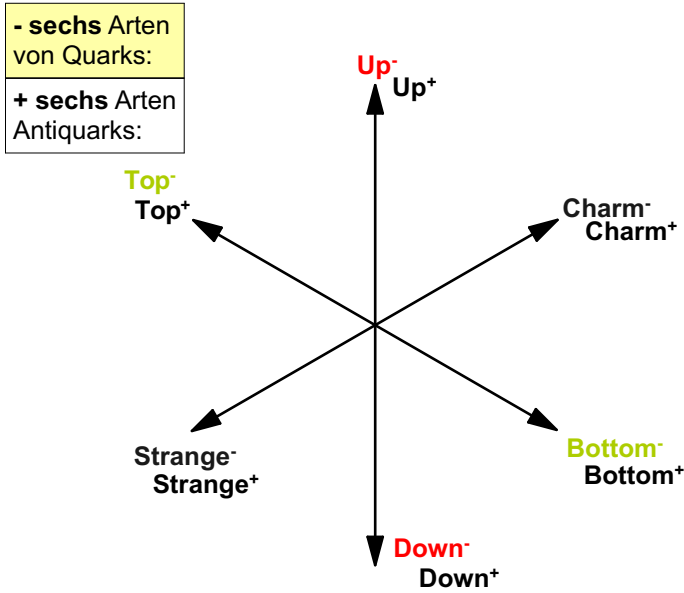 - sechs Arten
von Quarks:
+ sechs Arten
Antiquarks:
Up⁻
Up⁺
Top⁻
Top⁺
Charm⁻
Charm⁺
Strange⁻
Strange⁺
Bottom⁻
Bottom⁺
Down⁻
Down⁺